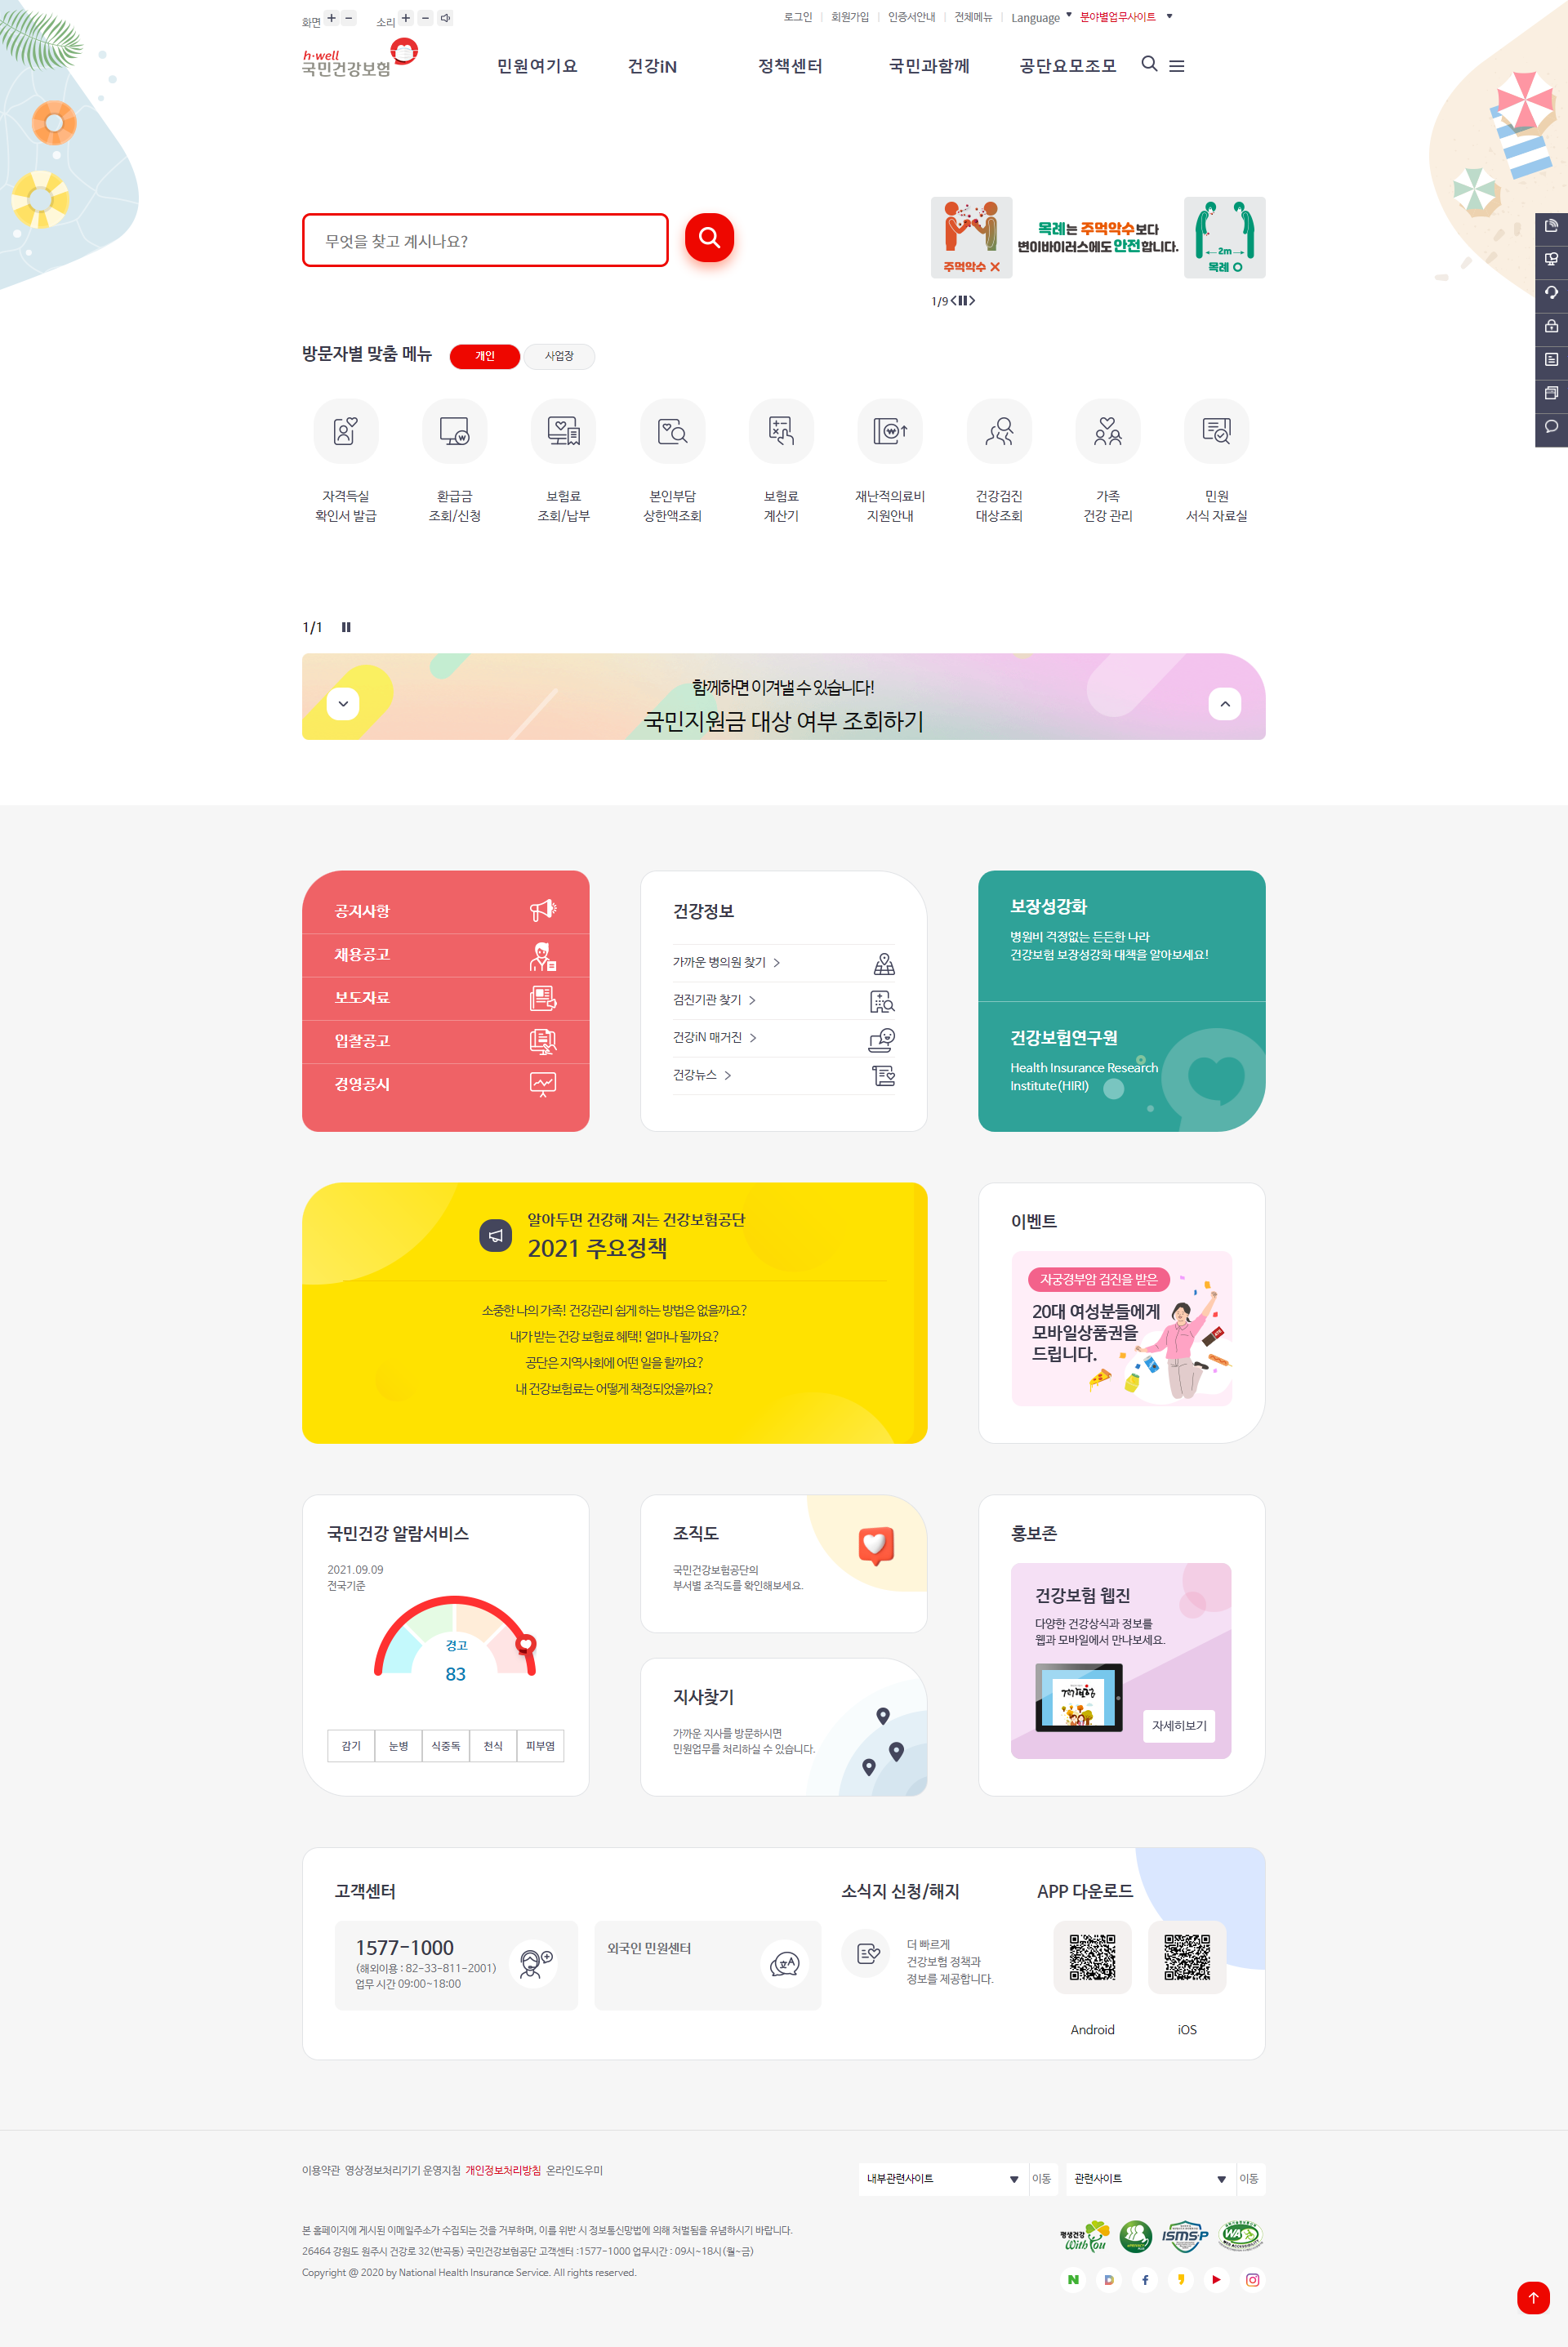 화면
소리
로그인
회원가입
인증서안내
전체메뉴
Language
분야별업무사이트
h·well
국민건강보험
민원여기요
건강iN
정책센터
국민과함께
공단요모조모
무엇을 찾고 계시나요?
주먹악수 X
목례는 주먹악수보다
변이바이러스에도 안전합니다.
2m
목례 O
1/9
방문자별 맞춤 메뉴
개인
사업장
자격득실
확인서 발급
환급금
조회/신청
보험료
조회/납부
본인부담
상한액조회
보험료
계산기
재난적의료비
지원안내
건강검진
대상조회
가족
건강 관리
민원
서식 자료실
1/1
함께하면 이겨낼 수 있습니다!
국민지원금 대상 여부 조회하기
공지사항
채용공고
보도자료
입찰공고
경영공시
건강정보
가까운 병의원 찾기
검진기관 찾기
건강iN 매거진
건강뉴스
보장성강화
병원비 걱정없는 든든한 나라
건강보험 보장성강화 대책을 알아보세요!
건강보험연구원
Health Insurance Research
Institute(HIRI)
알아두면 건강해 지는 건강보험공단
2021 주요정책
소중한 나의 가족! 건강관리 쉽게 하는 방법은 없을까요?
내가 받는 건강 보험료 혜택! 얼마나 될까요?
공단은 지역사회에 어떤 일을 할까요?
내 건강보험료는 어떻게 책정되었을까요?
이벤트
자궁경부암 검진을 받은
20대 여성분들에게
모바일상품권을
드립니다.
국민건강 알람서비스
2021.09.09
전국기준
경고
83
감기
눈병
식중독
천식
피부염
조직도
국민건강보험공단의
부서별 조직도를 확인해보세요.
지사찾기
가까운 지사를 방문하시면
민원업무를 처리하실 수 있습니다.
홍보존
건강보험 웹진
다양한 건강상식과 정보를
웹과 모바일에서 만나보세요.
자세히보기
고객센터
1577-1000
(해외이용 : 82-33-811-2001)
업무 시간 09:00~18:00
외국인 민원센터
소식지 신청/해지
더 빠르게
건강보험 정책과
정보를 제공합니다.
APP 다운로드
Android
iOS
이용약관 영상정보처리기기 운영지침 개인정보처리방침 온라인도우미
내부관련사이트
이동
관련사이트
이동
본 홈페이지에 게시된 이메일주소가 수집되는 것을 거부하며, 이를 위반 시 정보통신망법에 의해 처벌됨을 유념하시기 바랍니다.
26464 강원도 원주시 건강로 32(반곡동) 국민건강보험공단 고객센터 :1577-1000 업무시간 : 09시~18시(월~금)
Copyright @ 2020 by National Health Insurance Service. All rights reserved.
평생건강
With You
ISMS-P
WA